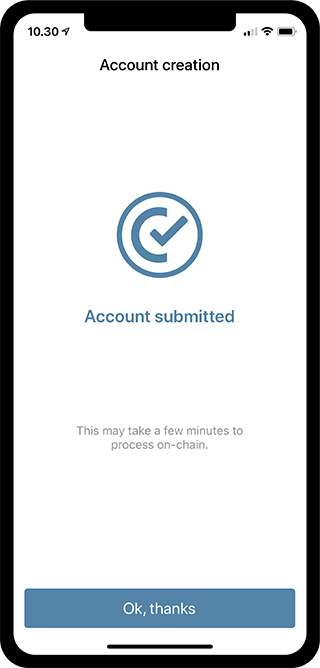 10.30
Account creation
Account submitted
This may take a few minutes to
process on-chain.
Ok, thanks